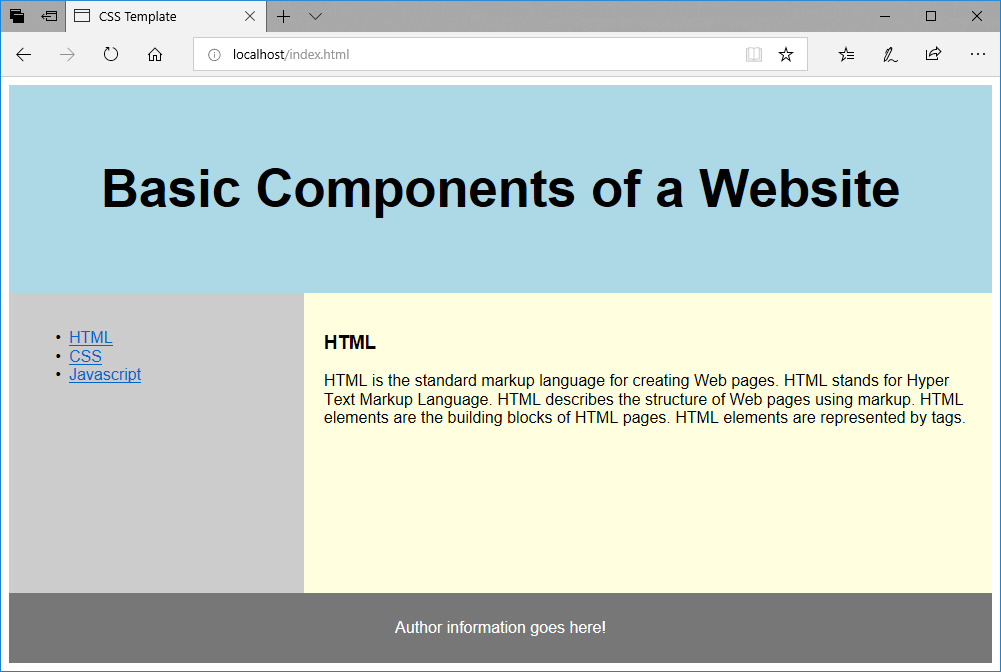 CSS Template
localhost/index.html
Basic Components of a Website
• HTML
• CSS
• Javascript
HTML
HTML is the standard markup language for creating Web pages. HTML stands for Hyper
Text Markup Language. HTML describes the structure of Web pages using markup. HTML
elements are the building blocks of HTML pages. HTML elements are represented by tags.
Author information goes here!